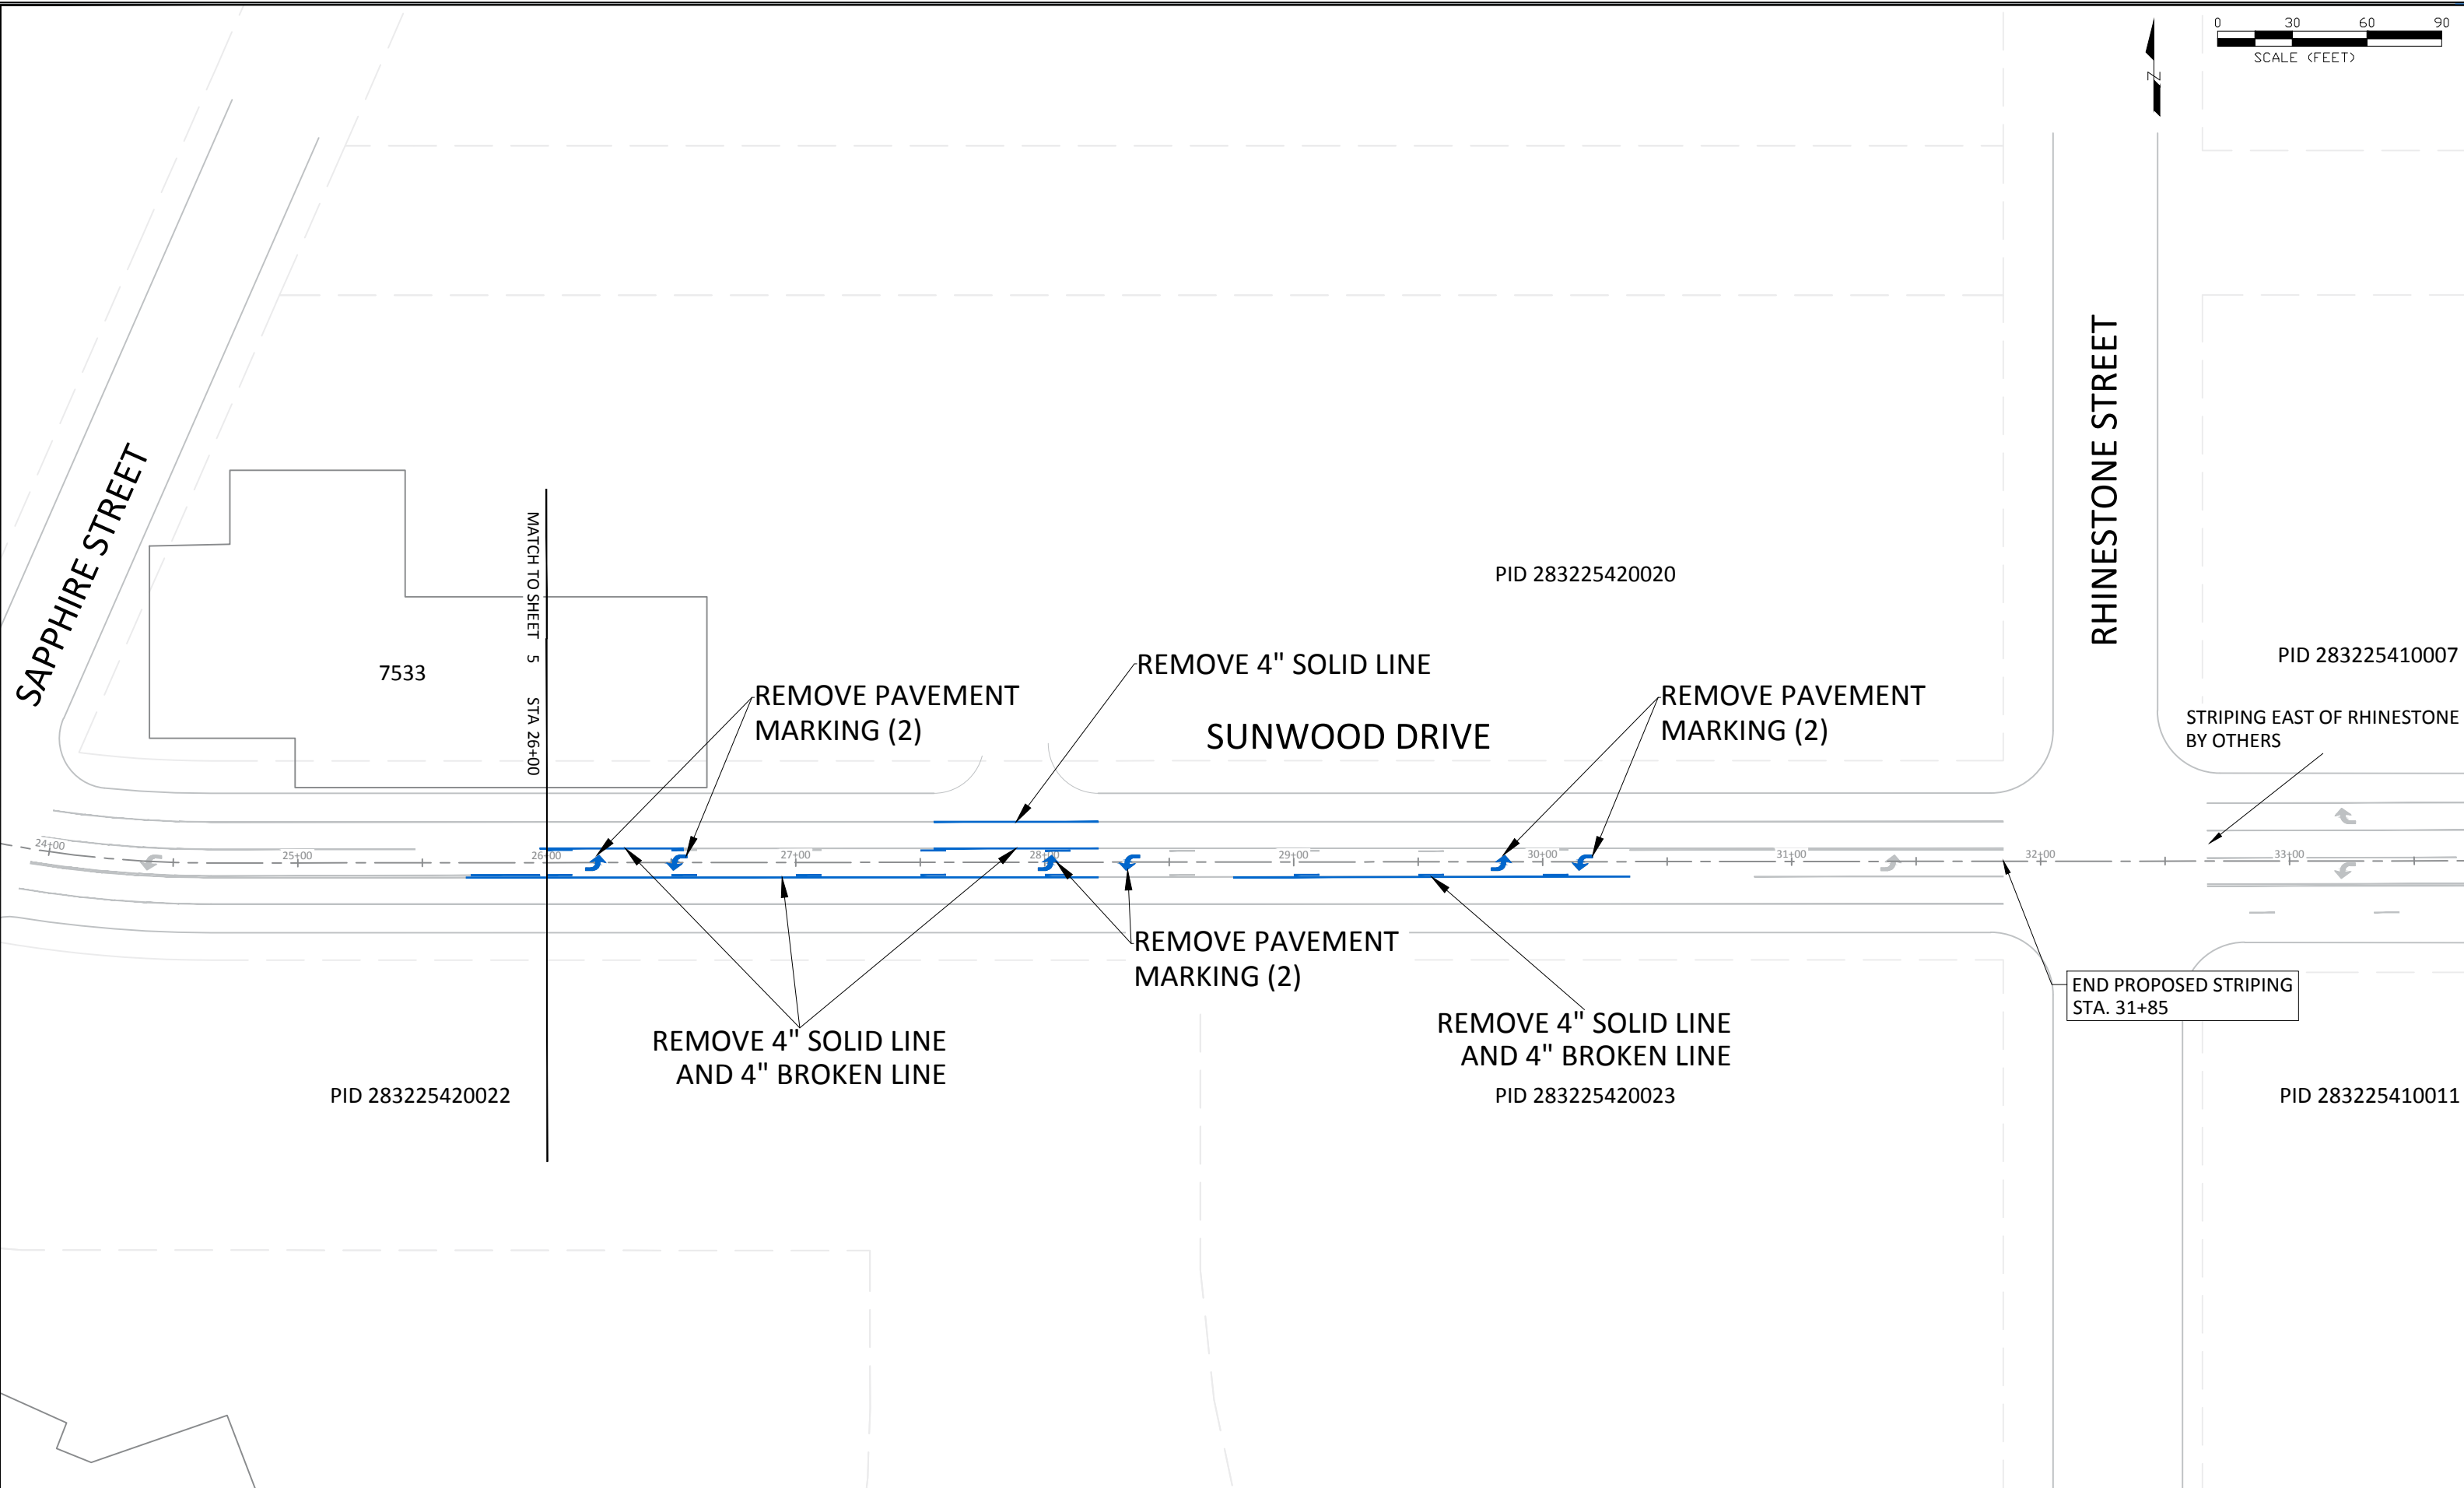 0 30 60 90
SCALE (FEET)
N
SAPPHIRE STREET
RHINESTONE STREET
MATCH TO SHEET 5 STA 26+00
7533
PID 283225420020
PID 283225410007
REMOVE 4" SOLID LINE
REMOVE PAVEMENT
MARKING (2)
SUNWOOD DRIVE
REMOVE PAVEMENT
MARKING (2)
STRIPING EAST OF RHINESTONE
BY OTHERS
24+00 25+00 26+00 27+00 28+00 29+00 30+00 31+00 32+00 33+00
REMOVE PAVEMENT
MARKING (2)
END PROPOSED STRIPING
STA. 31+85
REMOVE 4" SOLID LINE
AND 4" BROKEN LINE
REMOVE 4" SOLID LINE
AND 4" BROKEN LINE
PID 283225420022
PID 283225420023
PID 283225410011